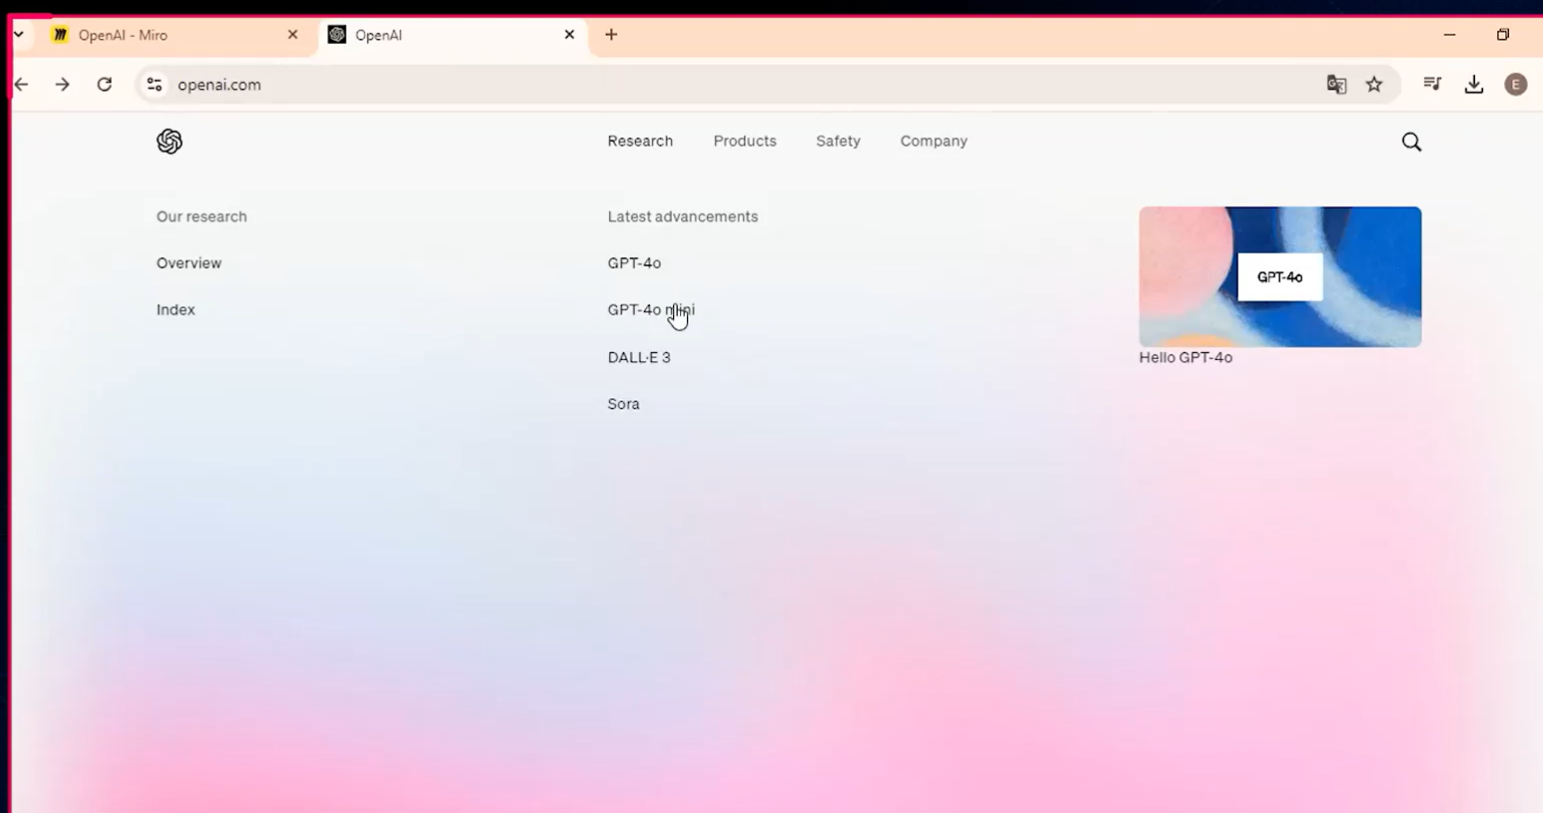 OpenAI - Miro
OpenAI
openai.com
E
Research Products Safety Company
Our research
Overview
Index
Latest advancements
GPT-4o
GPT-4o mini
DALL·E 3
Sora
GPT-4o
Hello GPT-4o